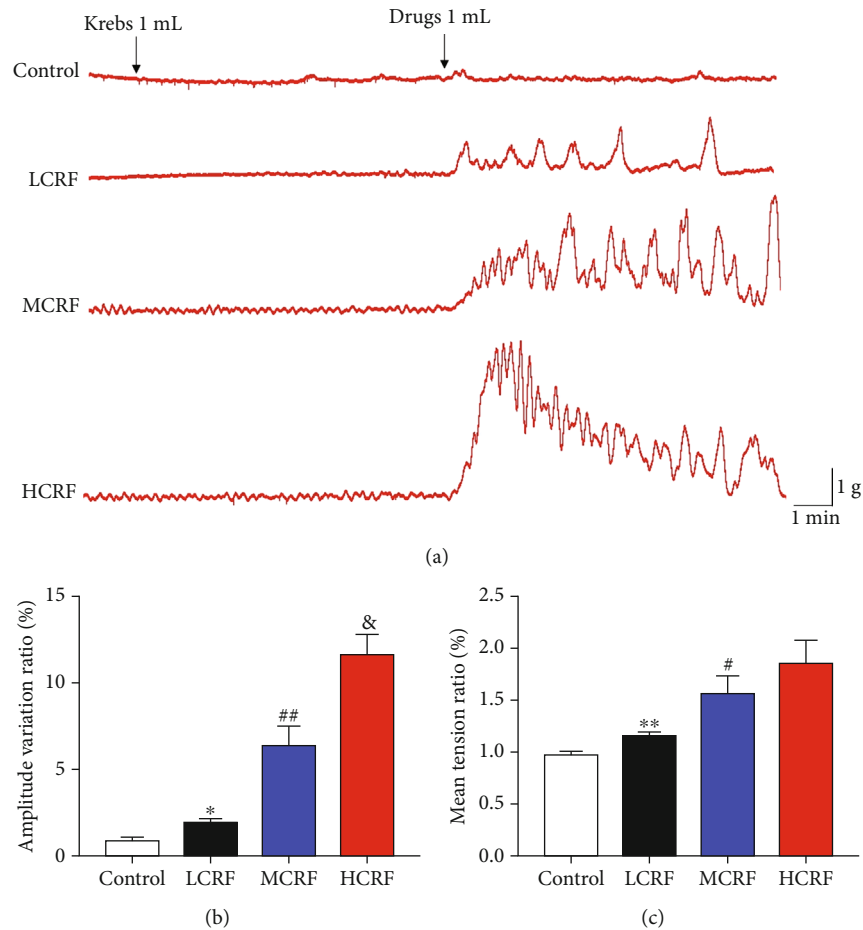 Krebs 1 mL
Drugs 1 mL
Control
LCRF
MCRF
HCRF
1 g
1 min
(a)
Amplitude variation ratio (%)
15
10
5
0
*
##
&
Control LCRF MCRF HCRF
(b)
Mean tension ratio (%)
2.5
2.0
1.5
1.0
0.5
0.0
**
#
Control LCRF MCRF HCRF
(c)